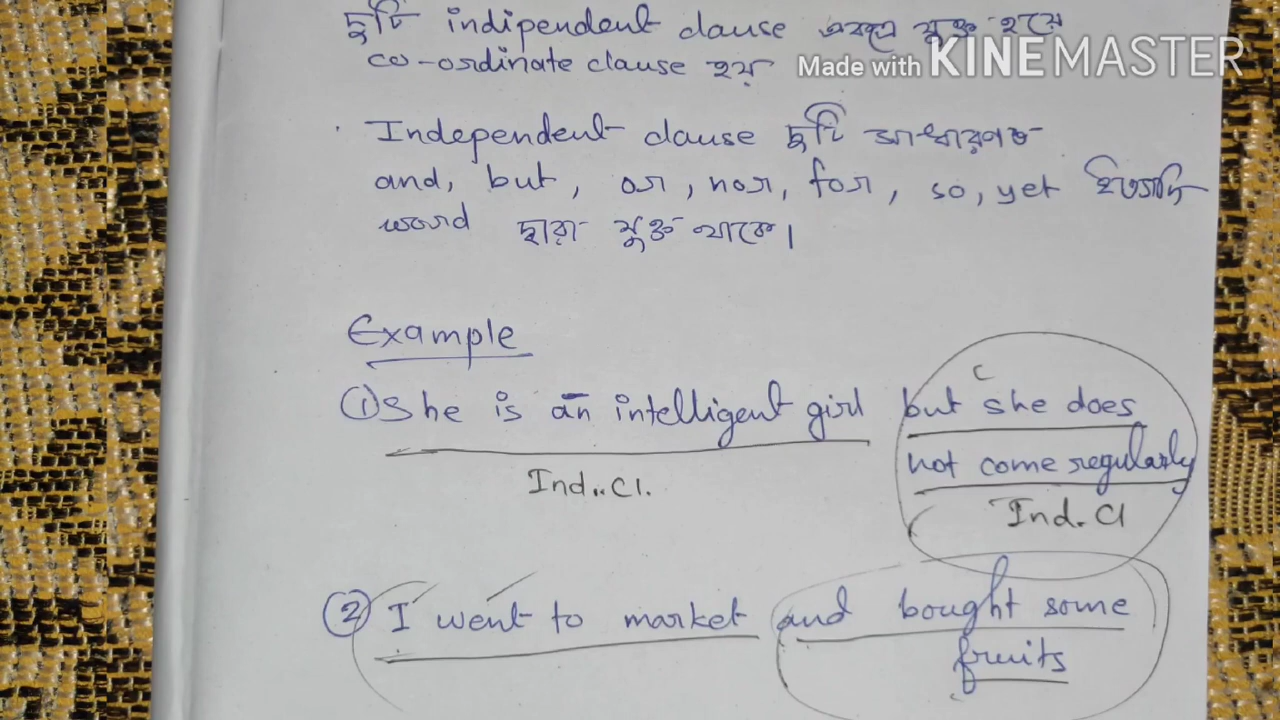 দুটি indipendent clause একত্রে যুক্ত হয়ে
co-ordinate clause হয়
Made with KINEMASTER
Independent clause দুটি সাধারণত
and, but, or, nor, for, so, yet ইত্যাদি
word দ্বারা যুক্ত থাকে।
Example
① She is an intelligent girl but she does
not come regularly
Ind. Cl.
Ind. Cl
② I went to market and bought some
fruits